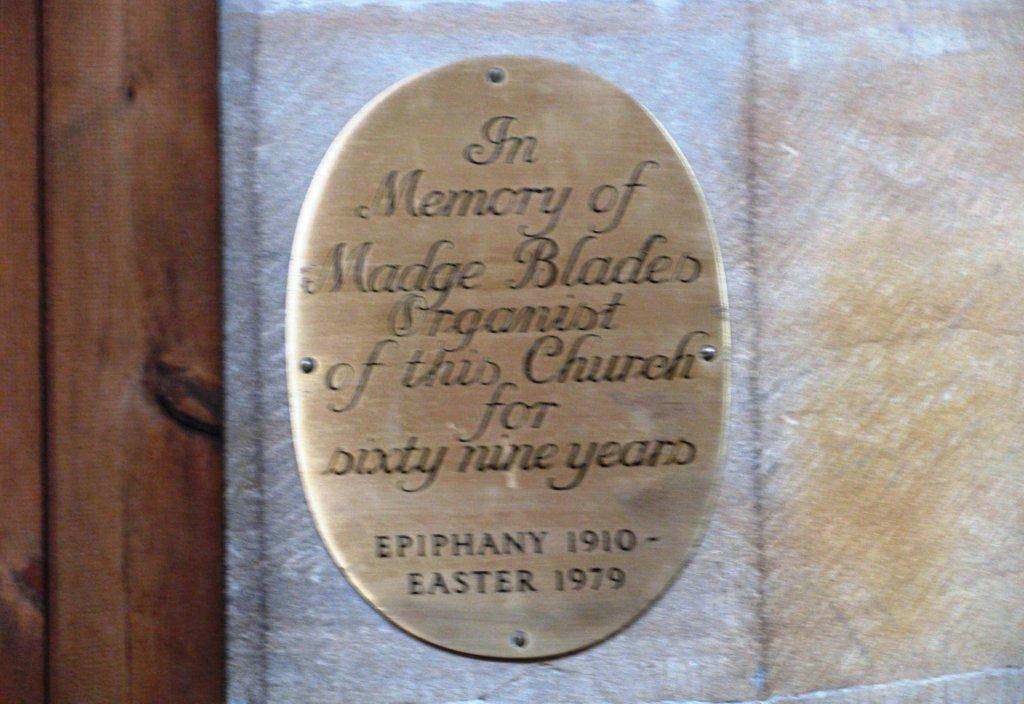 In
Memory of
Madge Blades
Organist
of this Church
for
sixty nine years
EPIPHANY 1910 -
EASTER 1979